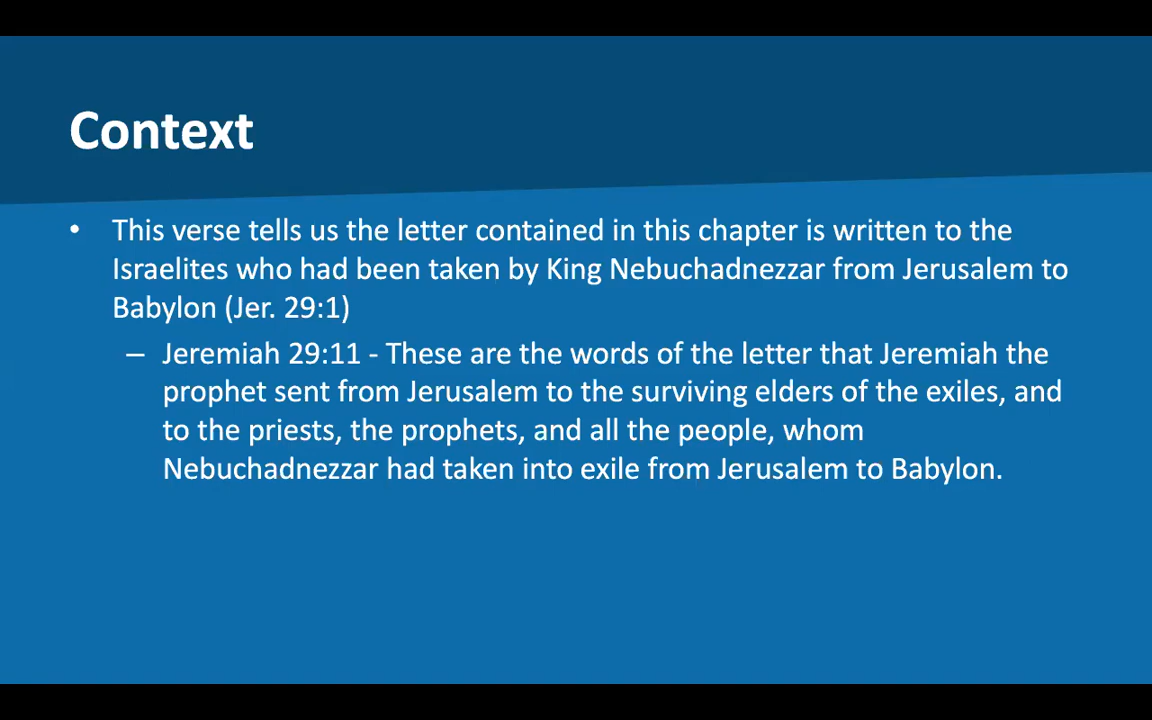 Context
• This verse tells us the letter contained in this chapter is written to the
Israelites who had been taken by King Nebuchadnezzar from Jerusalem to
Babylon (Jer. 29:1)
– Jeremiah 29:11 - These are the words of the letter that Jeremiah the
prophet sent from Jerusalem to the surviving elders of the exiles, and
to the priests, the prophets, and all the people, whom
Nebuchadnezzar had taken into exile from Jerusalem to Babylon.